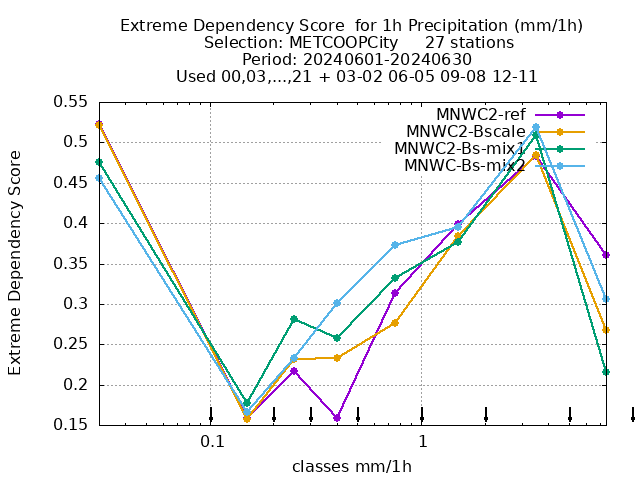 Extreme Dependency Score  for 1h Precipitation (mm/1h)
Selection: METCOOPCity     27 stations
Period: 20240601-20240630
Used 00,03,...,21 + 03-02 06-05 09-08 12-11
MNWC2-ref
MNWC2-Bscale
MNWC2-Bs-mix1
MNWC-Bs-mix2
Extreme Dependency Score
0.55
0.5
0.45
0.4
0.35
0.3
0.25
0.2
0.15
0.1
1
classes mm/1h